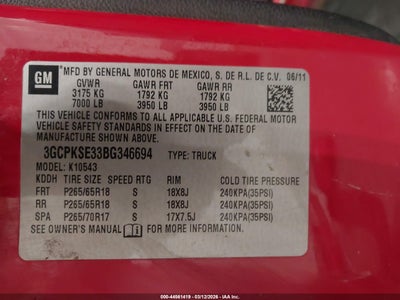 GM MFD BY GENERAL MOTORS DE MEXICO, S. DE R.L. DE C.V. 06/11
GVWR GAWR FRT GAWR RR
3175 KG 1792 KG 1792 KG
7000 LB 3950 LB 3950 LB
THIS VEHICLE CONFORMS TO ALL APPLICABLE U.S. FEDERAL MOTOR
VEHICLE SAFETY STANDARDS IN EFFECT ON THE DATE OF
MANUFACTURE SHOWN ABOVE.
3GCPKSE33BG346694 TYPE: TRUCK
KDDH MODEL: K10543
TIRE SIZE SPEED RTG RIM COLD TIRE PRESSURE
FRT P265/65R18 S 18X8J 240KPA(35PSI)
RR P265/65R18 S 18X8J 240KPA(35PSI)
SPA P265/70R17 S 17X7.5J 240KPA(35PSI)
SEE OWNER'S MANUAL FOR MORE INFORMATION.
000--44561419 - 03/12/2026 - COPYRIGHT IAA, LLC.